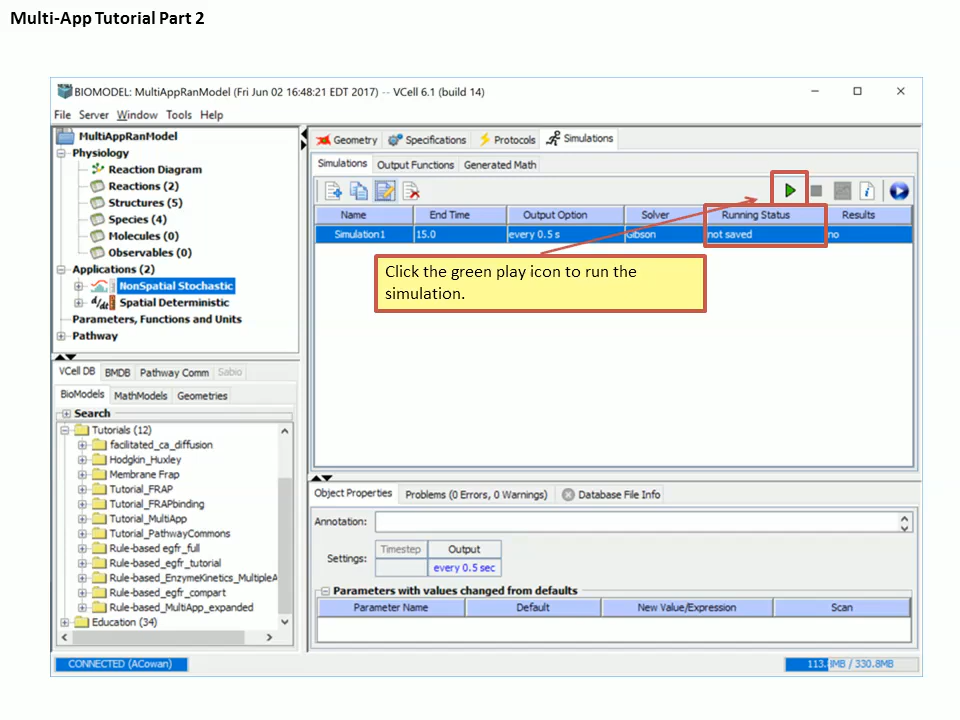 Multi-App Tutorial Part 2
BIOMODEL: MultiAppRanModel (Fri Jun 02 16:48:21 EDT 2017) -- VCell 6.1 (build 14)
File Server Window Tools Help
MultiAppRanModel
Physiology
Reaction Diagram
Reactions (2)
Structures (5)
Species (4)
Molecules (0)
Observables (0)
Applications (2)
NonSpatial Stochastic
d/dt Spatial Deterministic
Parameters, Functions and Units
Pathway
VCell DB BMDB Pathway Comm Sabio
BioModels MathModels Geometries
Search
Tutorials (12)
facilitated_ca_diffusion
Hodgkin_Huxley
Membrane Frap
Tutorial_FRAP
Tutorial_FRAPbinding
Tutorial_MultiApp
Tutorial_PathwayCommons
Rule-based egfr_full
Rule-based_egfr_tutorial
Rule-based_EnzymeKinetics_MultipleA
Rule-based_egfr_compart
Rule-based_MultiApp_expanded
Education (34)
CONNECTED (ACowan)
Geometry Specifications Protocols Simulations
Simulations Output Functions Generated Math
Name End Time Output Option Solver Running Status Results
Simulation1 15.0 every 0.5 s Gibson not saved no
Click the green play icon to run the
simulation.
Object Properties Problems (0 Errors, 0 Warnings) Database File Info
Annotation:
Settings: Timestep Output
every 0.5 sec
Parameters with values changed from defaults
Parameter Name Default New Value/Expression Scan
113.8MB / 330.8MB